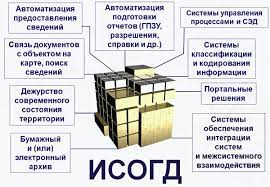 Автоматизация
предоставления
сведений
Автоматизация
подготовки
отчетов (ГПЗУ,
разрешения,
справки и др.)
Системы управления
процессами и СЭД
Связь документов
с объектом на
карте, поиск
сведений
Системы
классификации
и кодирования
информации
Дежурство
современного
состояния
территории
Портальные
решения
Бумажный
и (или)
электронный
архив
Системы
обеспечения
интеграции
систем
и межсистемного
взаимодействия
ИСОГД